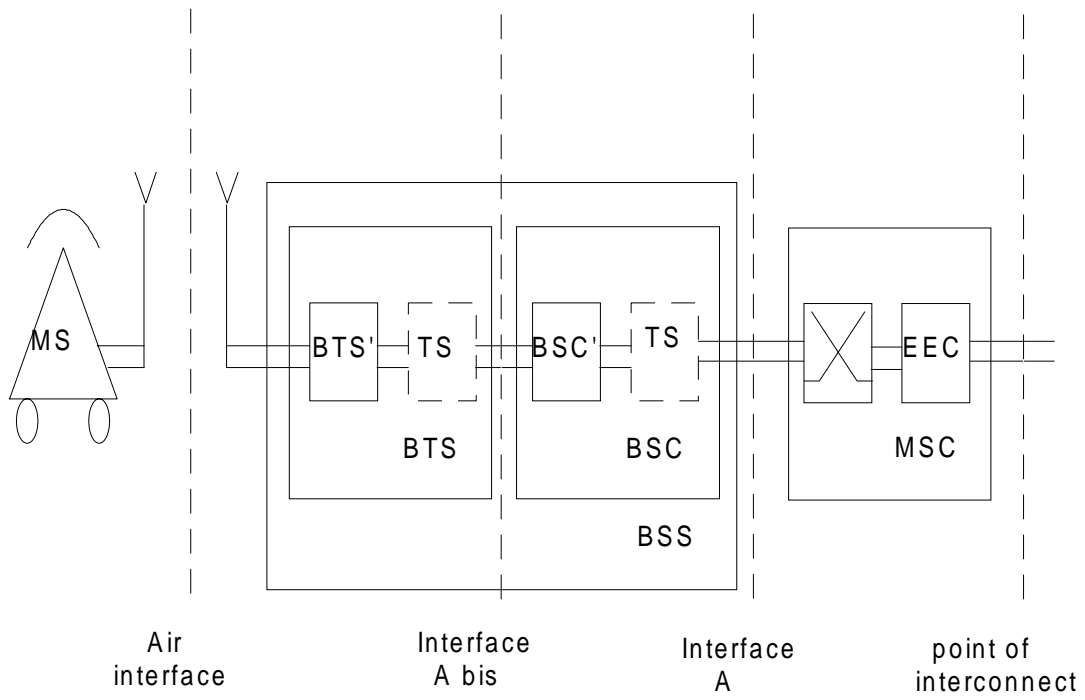 MS
BTS'
TS
BSC'
TS
EEC
BTS
BSC
MSC
BSS
Air
interface
Interface
A bis
Interface
A
point of
interconnect